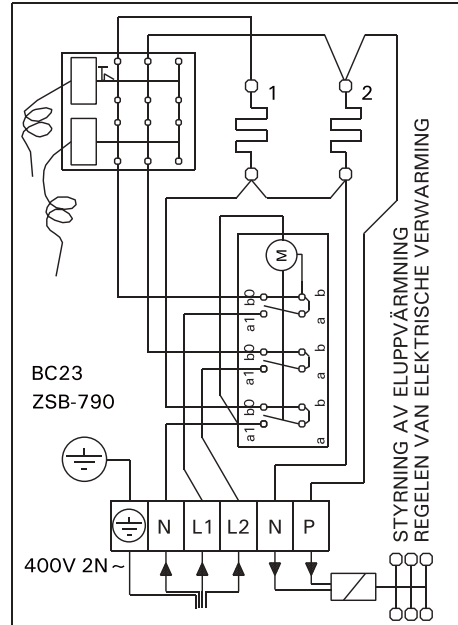 1
2
M
b0
b
a1
a
b0
b
a1
a
b0
b
a1
a
BC23
ZSB-790
STYRNING AV ELUPPVÄRMNING
REGELEN VAN ELEKTRISCHE VERWARMING
N L1 L2 N P
400V 2N~